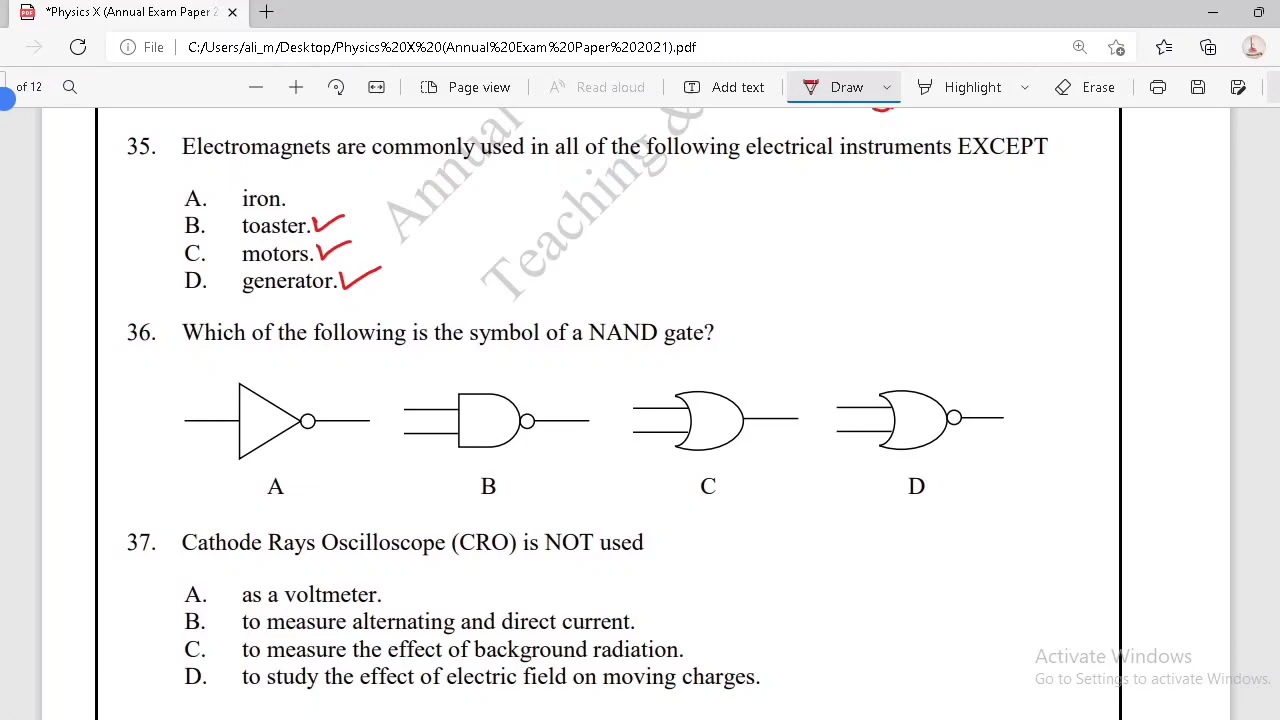 *Physics X (Annual Exam Paper 2
File C:/Users/ali_m/Desktop/Physics%20X%20(Annual%20Exam%20Paper%202021).pdf
of 12 Page view Read aloud Add text Draw Highlight Erase
Annual
Teaching &
35. Electromagnets are commonly used in all of the following electrical instruments EXCEPT
A. iron.
B. toaster.
C. motors.
D. generator.
36. Which of the following is the symbol of a NAND gate?
A B C D
37. Cathode Rays Oscilloscope (CRO) is NOT used
A. as a voltmeter.
B. to measure alternating and direct current.
C. to measure the effect of background radiation.
D. to study the effect of electric field on moving charges.
Activate Windows
Go to Settings to activate Windows.